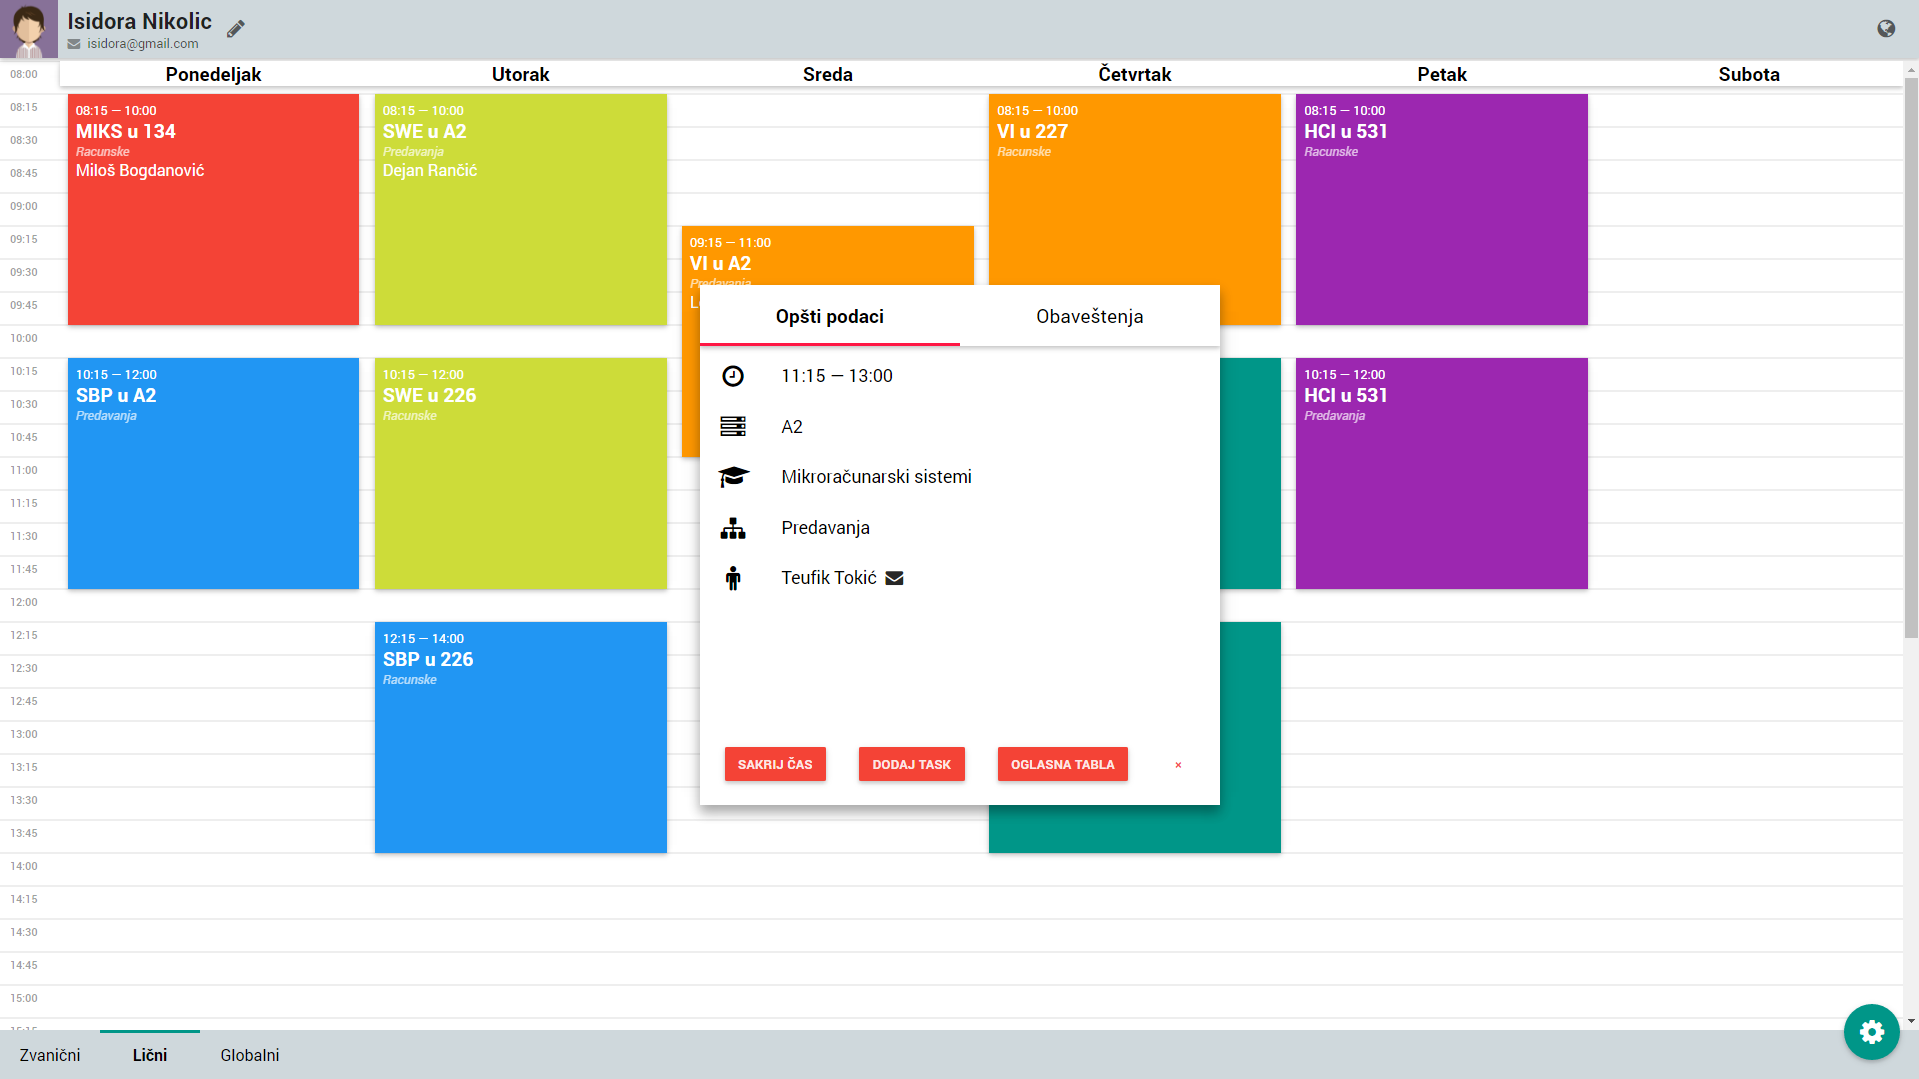 Isidora Nikolic
isidora@gmail.com
Ponedeljak
Utorak
Sreda
Četvrtak
Petak
Subota
08:00
08:15
08:30
08:45
09:00
09:15
09:30
09:45
10:00
10:15
10:30
10:45
11:00
11:15
11:30
11:45
12:00
12:15
12:30
12:45
13:00
13:15
13:30
13:45
14:00
14:15
14:30
14:45
15:00
15:15
08:15 — 10:00
MIKS u 134
Racunske
Miloš Bogdanović
10:15 — 12:00
SBP u A2
Predavanja
08:15 — 10:00
SWE u A2
Predavanja
Dejan Rančić
10:15 — 12:00
SWE u 226
Racunske
12:15 — 14:00
SBP u 226
Racunske
09:15 — 11:00
VI u A2
Predavanja
08:15 — 10:00
VI u 227
Racunske
08:15 — 10:00
HCI u 531
Racunske
10:15 — 12:00
HCI u 531
Predavanja
Opšti podaci
Obaveštenja
11:15 — 13:00
A2
Mikroračunarski sistemi
Predavanja
Teufik Tokić
SAKRIJ ČAS
DODAJ TASK
OGLASNA TABLA
×
Zvanični
Lični
Globalni